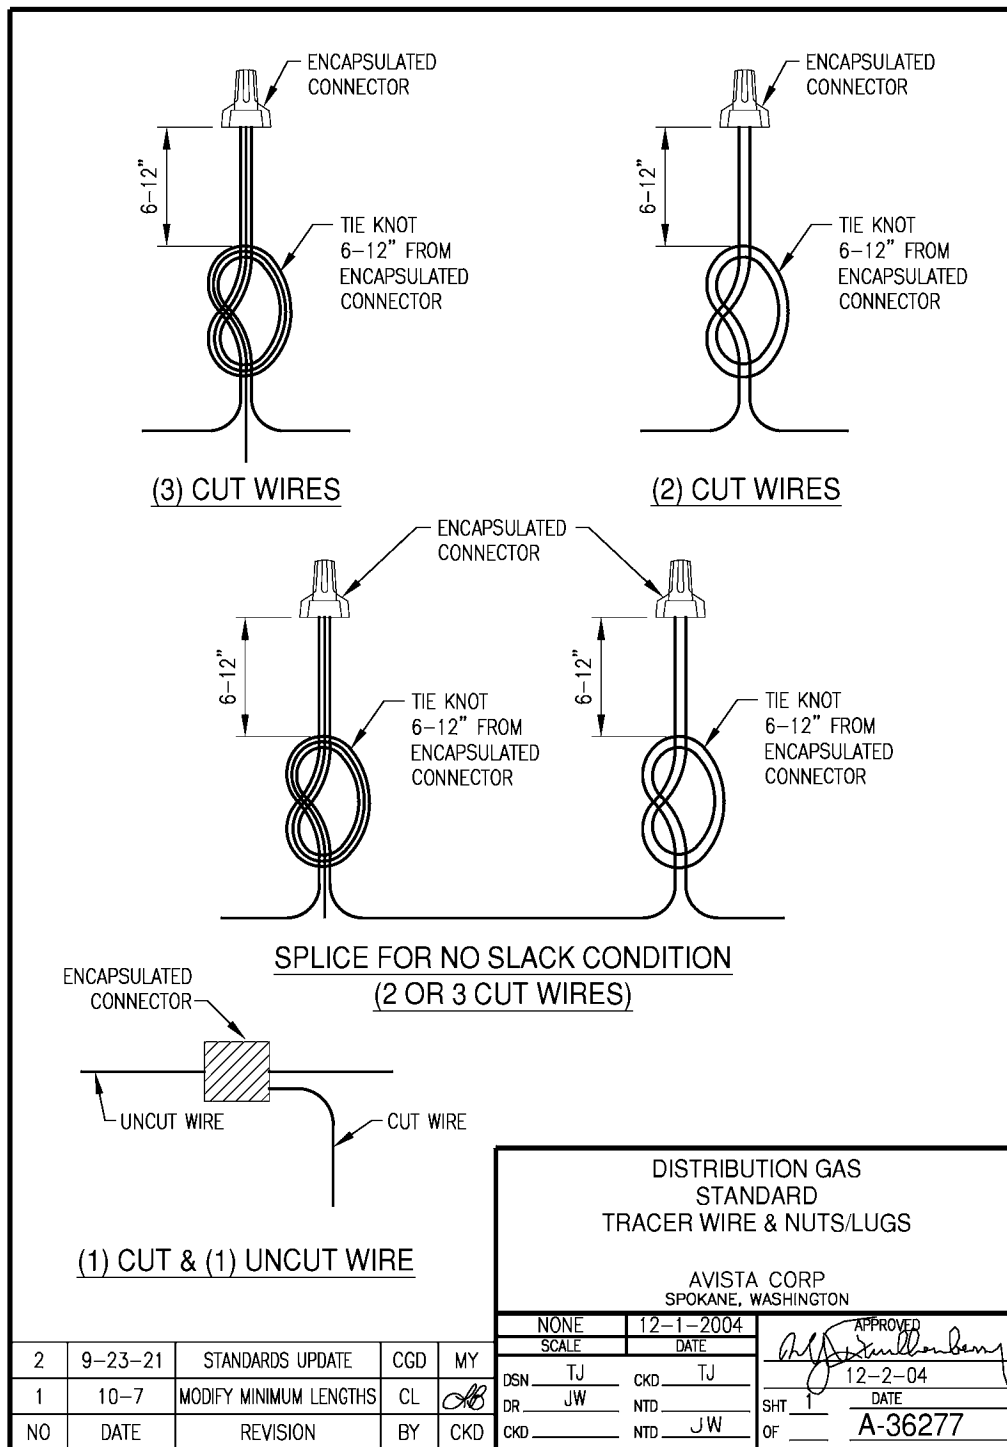 ENCAPSULATED
CONNECTOR
6-12"
TIE KNOT
6-12" FROM
ENCAPSULATED
CONNECTOR
(3) CUT WIRES
ENCAPSULATED
CONNECTOR
6-12"
TIE KNOT
6-12" FROM
ENCAPSULATED
CONNECTOR
(2) CUT WIRES
ENCAPSULATED
CONNECTOR
6-12"
TIE KNOT
6-12" FROM
ENCAPSULATED
CONNECTOR
6-12"
TIE KNOT
6-12" FROM
ENCAPSULATED
CONNECTOR
SPLICE FOR NO SLACK CONDITION
(2 OR 3 CUT WIRES)
ENCAPSULATED
CONNECTOR
UNCUT WIRE
CUT WIRE
(1) CUT & (1) UNCUT WIRE
DISTRIBUTION GAS
STANDARD
TRACER WIRE & NUTS/LUGS
AVISTA CORP
SPOKANE, WASHINGTON
2 9-23-21 STANDARDS UPDATE CGD MY
1 10-7 MODIFY MINIMUM LENGTHS CL
NO DATE REVISION BY CKD
NONE 12-1-2004
SCALE DATE
DSN TJ CKD TJ
DR JW NTD
CKD NTD JW
APPROVED
12-2-04
DATE
SHT 1
OF A-36277